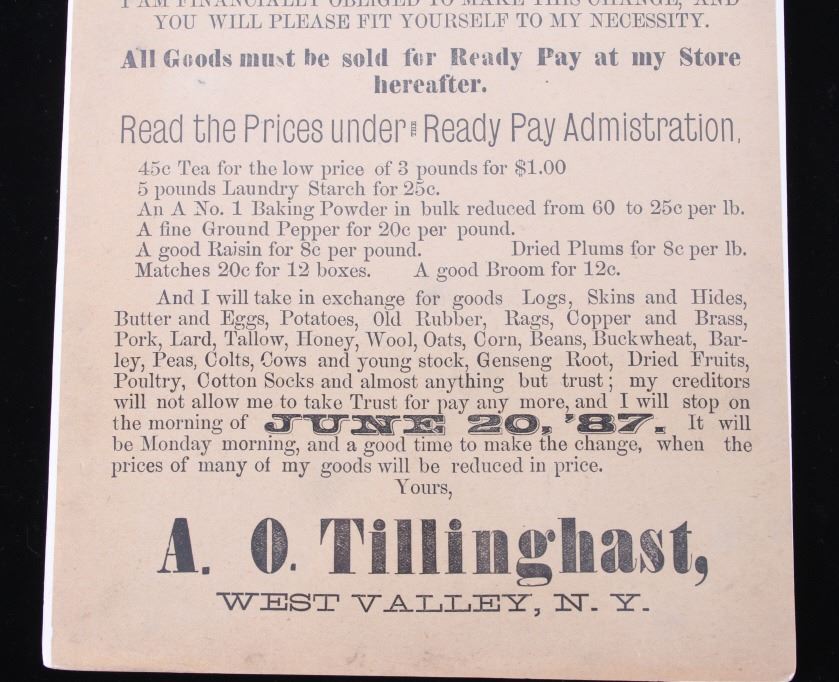 I AM FINANCIALLY OBLIGED TO MAKE THIS CHANGE, AND
YOU WILL PLEASE FIT YOURSELF TO MY NECESSITY.
All Goods must be sold for Ready Pay at my Store
hereafter.
Read the Prices under THE Ready Pay Admistration,
45c Tea for the low price of 3 pounds for $1.00
5 pounds Laundry Starch for 25c.
An A No. 1 Baking Powder in bulk reduced from 60 to 25c per lb.
A fine Ground Pepper for 20c per pound.
A good Raisin for 8c per pound. Dried Plums for 8c per lb.
Matches 20c for 12 boxes. A good Broom for 12c.
And I will take in exchange for goods Logs, Skins and Hides,
Butter and Eggs, Potatoes, Old Rubber, Rags, Copper and Brass,
Pork, Lard, Tallow, Honey, Wool, Oats, Corn, Beans, Buckwheat, Bar-
ley, Peas, Colts, Cows and young stock, Genseng Root, Dried Fruits,
Poultry, Cotton Socks and almost anything but trust; my creditors
will not allow me to take Trust for pay any more, and I will stop on
the morning of JUNE 20, '87. It will
be Monday morning, and a good time to make the change, when the
prices of many of my goods will be reduced in price.
Yours,
A. O. Tillinghast,
WEST VALLEY, N. Y.